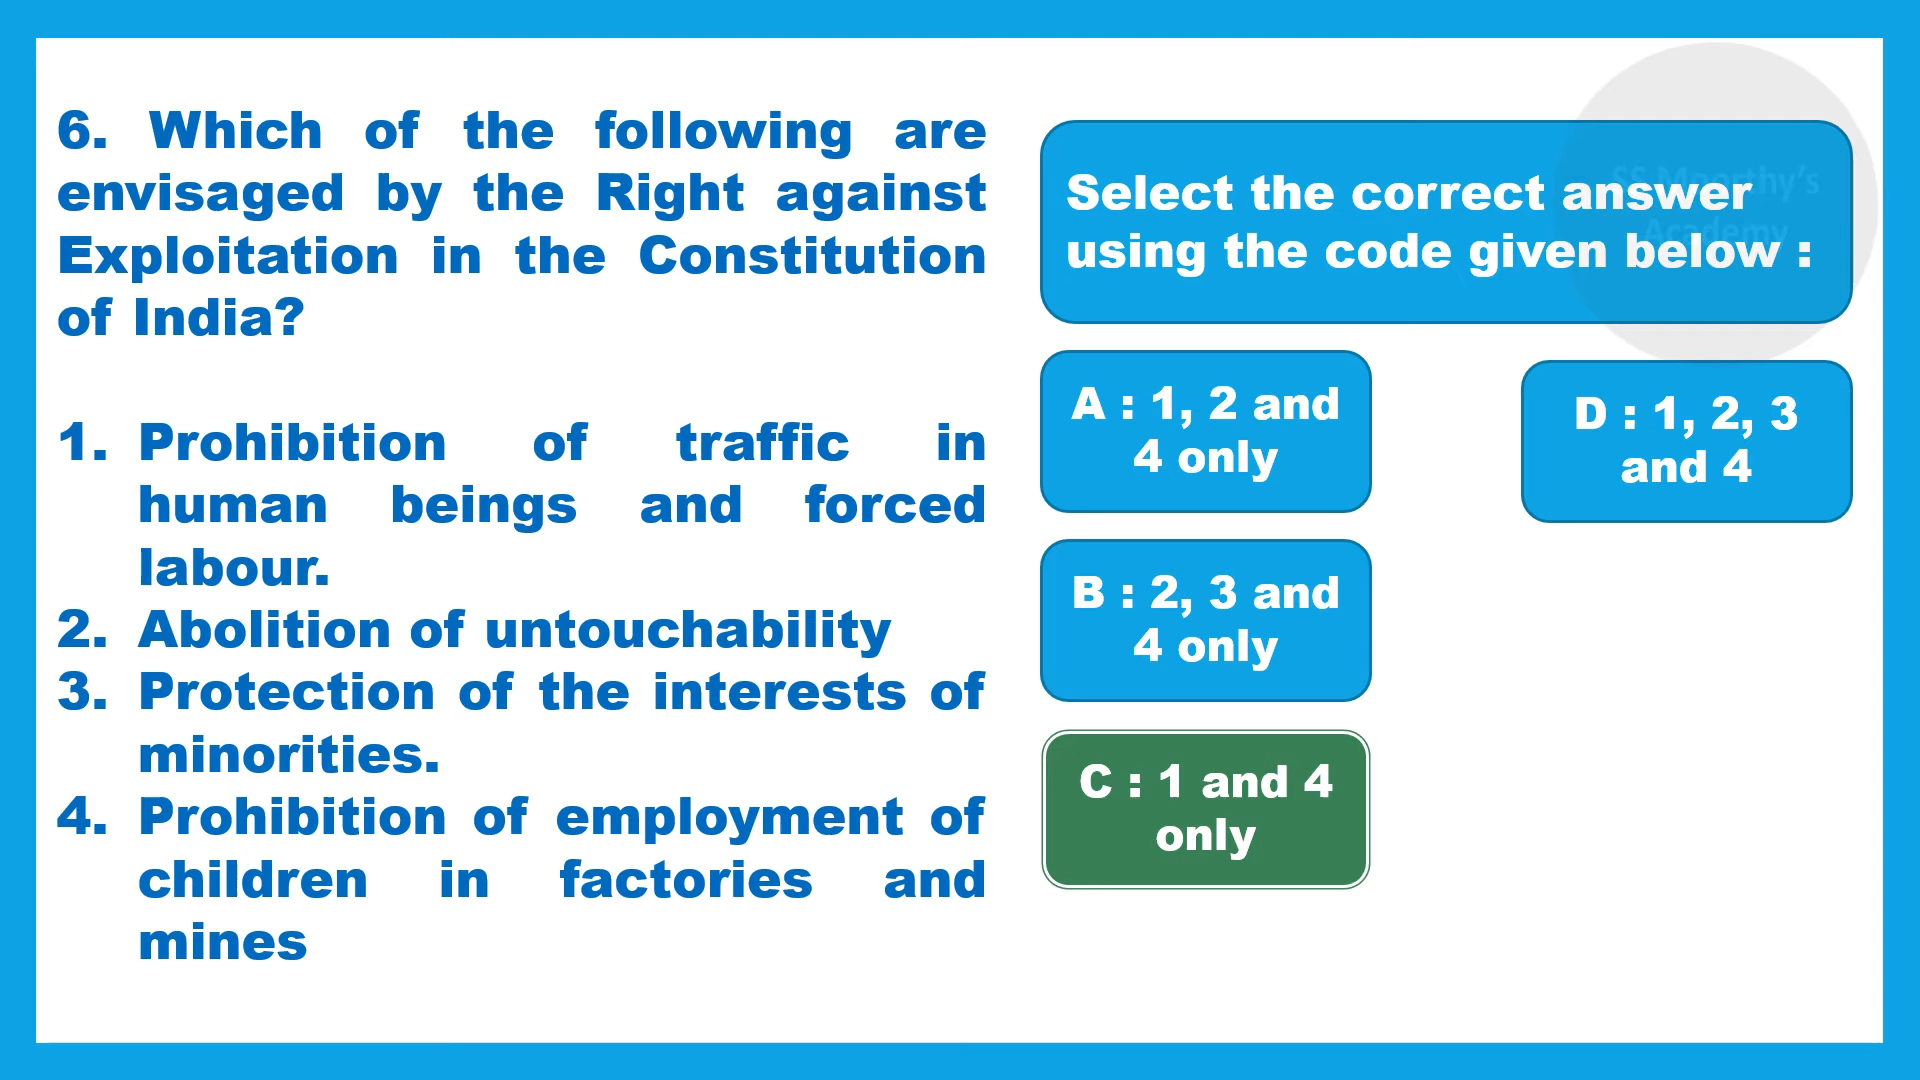 6. Which of the following are
envisaged by the Right against
Exploitation in the Constitution
of India?
1. Prohibition of traffic in
human beings and forced
labour.
2. Abolition of untouchability
3. Protection of the interests of
minorities.
4. Prohibition of employment of
children in factories and
mines
SS Moorthy's
Academy
Select the correct answer
using the code given below :
A : 1, 2 and
4 only
D : 1, 2, 3
and 4
B : 2, 3 and
4 only
C : 1 and 4
only